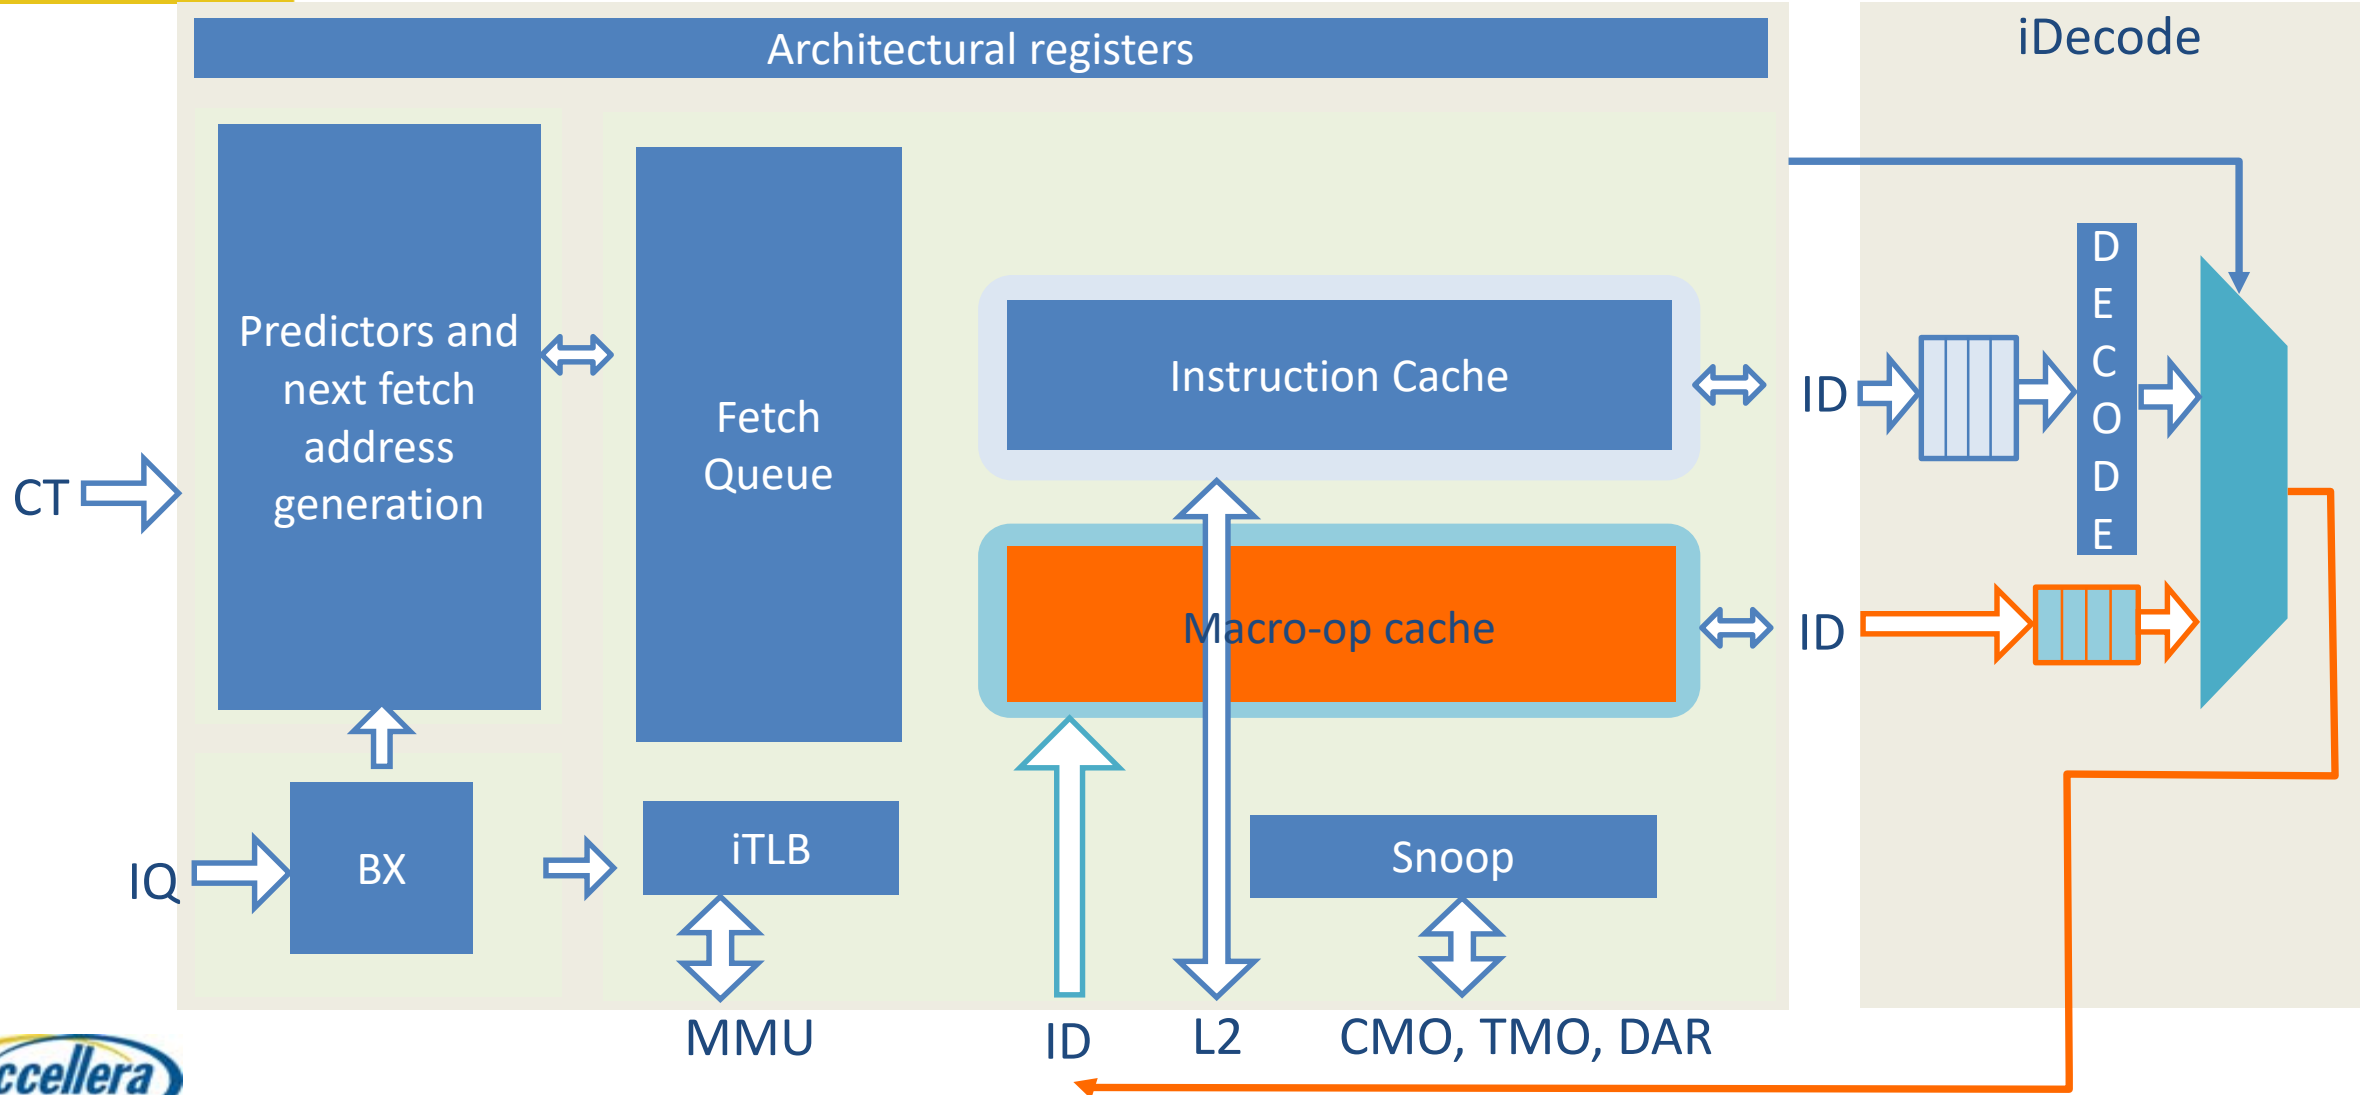 Architectural registers
iDecode
Predictors and
next fetch
address
generation
Fetch
Queue
Instruction Cache
Macro-op cache
CT
ID
ID
D
E
C
O
D
E
BX
IQ
iTLB
Snoop
MMU
ID
L2
CMO, TMO, DAR
ccellera